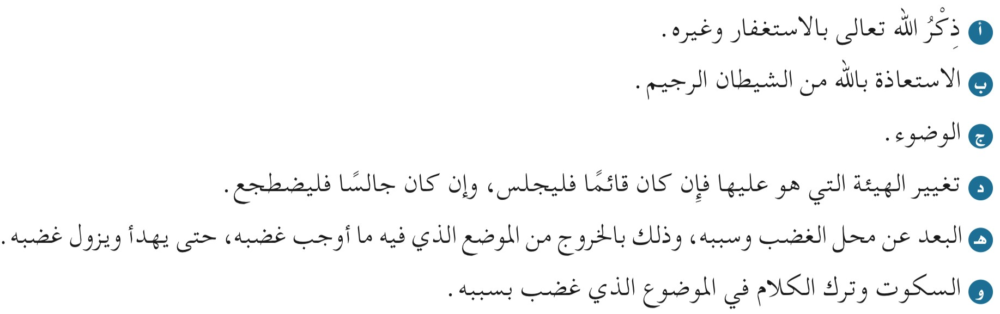 أ ذِكْرُ الله تعالى بالاستغفار وغيره.
ب الاستعاذة بالله من الشيطان الرجيم.
ج الوضوء.
د تغيير الهيئة التي هو عليها فإِن كان قائمًا فليجلس، وإن كان جالسًا فليضطجع.
هـ البعد عن محل الغضب وسببه، وذلك بالخروج من الموضع الذي فيه ما أوجب غضبه، حتى يهدأ ويزول غضبه.
و السكوت وترك الكلام في الموضوع الذي غضب بسببه.